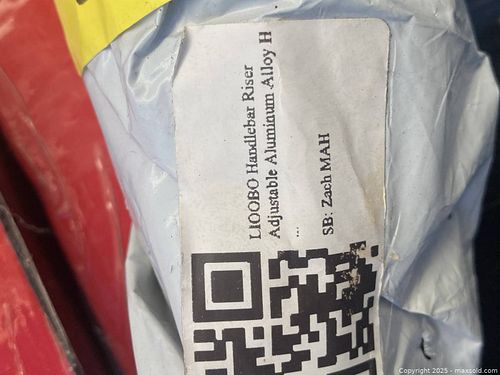 LIOOBO Handlebar Riser
Adjustable Aluminum Alloy H
...
SB: Zach MAH
Copyright 2025 - maxsold.com